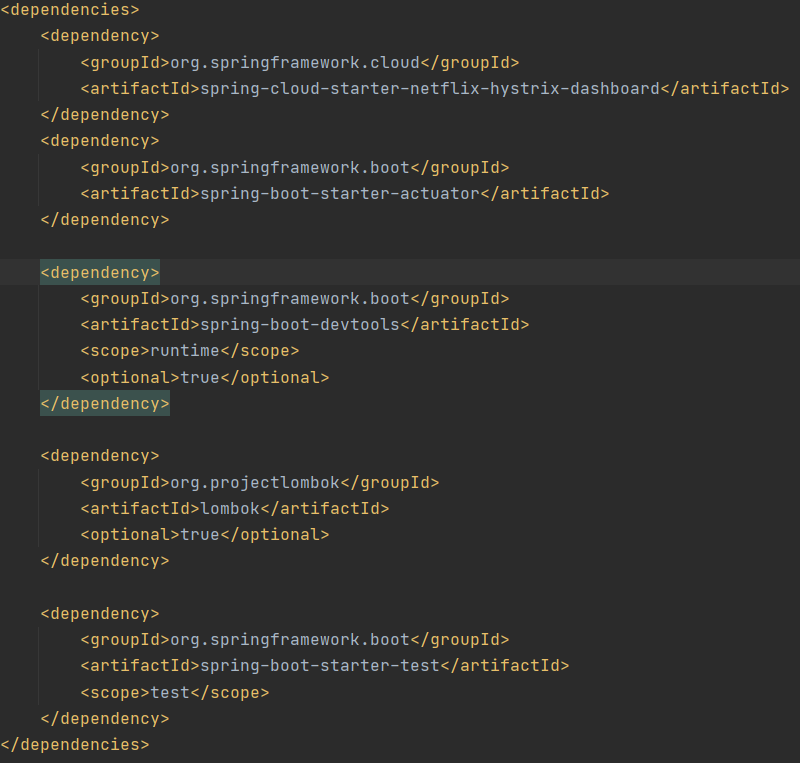 <dependencies>
    <dependency>
        <groupId>org.springframework.cloud</groupId>
        <artifactId>spring-cloud-starter-netflix-hystrix-dashboard</artifactId>
    </dependency>
    <dependency>
        <groupId>org.springframework.boot</groupId>
        <artifactId>spring-boot-starter-actuator</artifactId>
    </dependency>

    <dependency>
        <groupId>org.springframework.boot</groupId>
        <artifactId>spring-boot-devtools</artifactId>
        <scope>runtime</scope>
        <optional>true</optional>
    </dependency>

    <dependency>
        <groupId>org.projectlombok</groupId>
        <artifactId>lombok</artifactId>
        <optional>true</optional>
    </dependency>

    <dependency>
        <groupId>org.springframework.boot</groupId>
        <artifactId>spring-boot-starter-test</artifactId>
        <scope>test</scope>
    </dependency>
</dependencies>